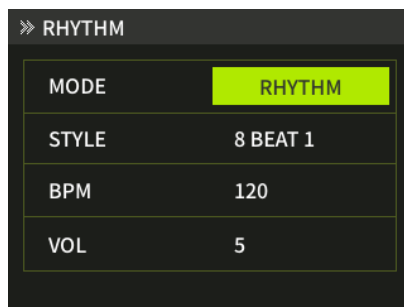 RHYTHM
MODE RHYTHM
STYLE 8 BEAT 1
BPM 120
VOL 5